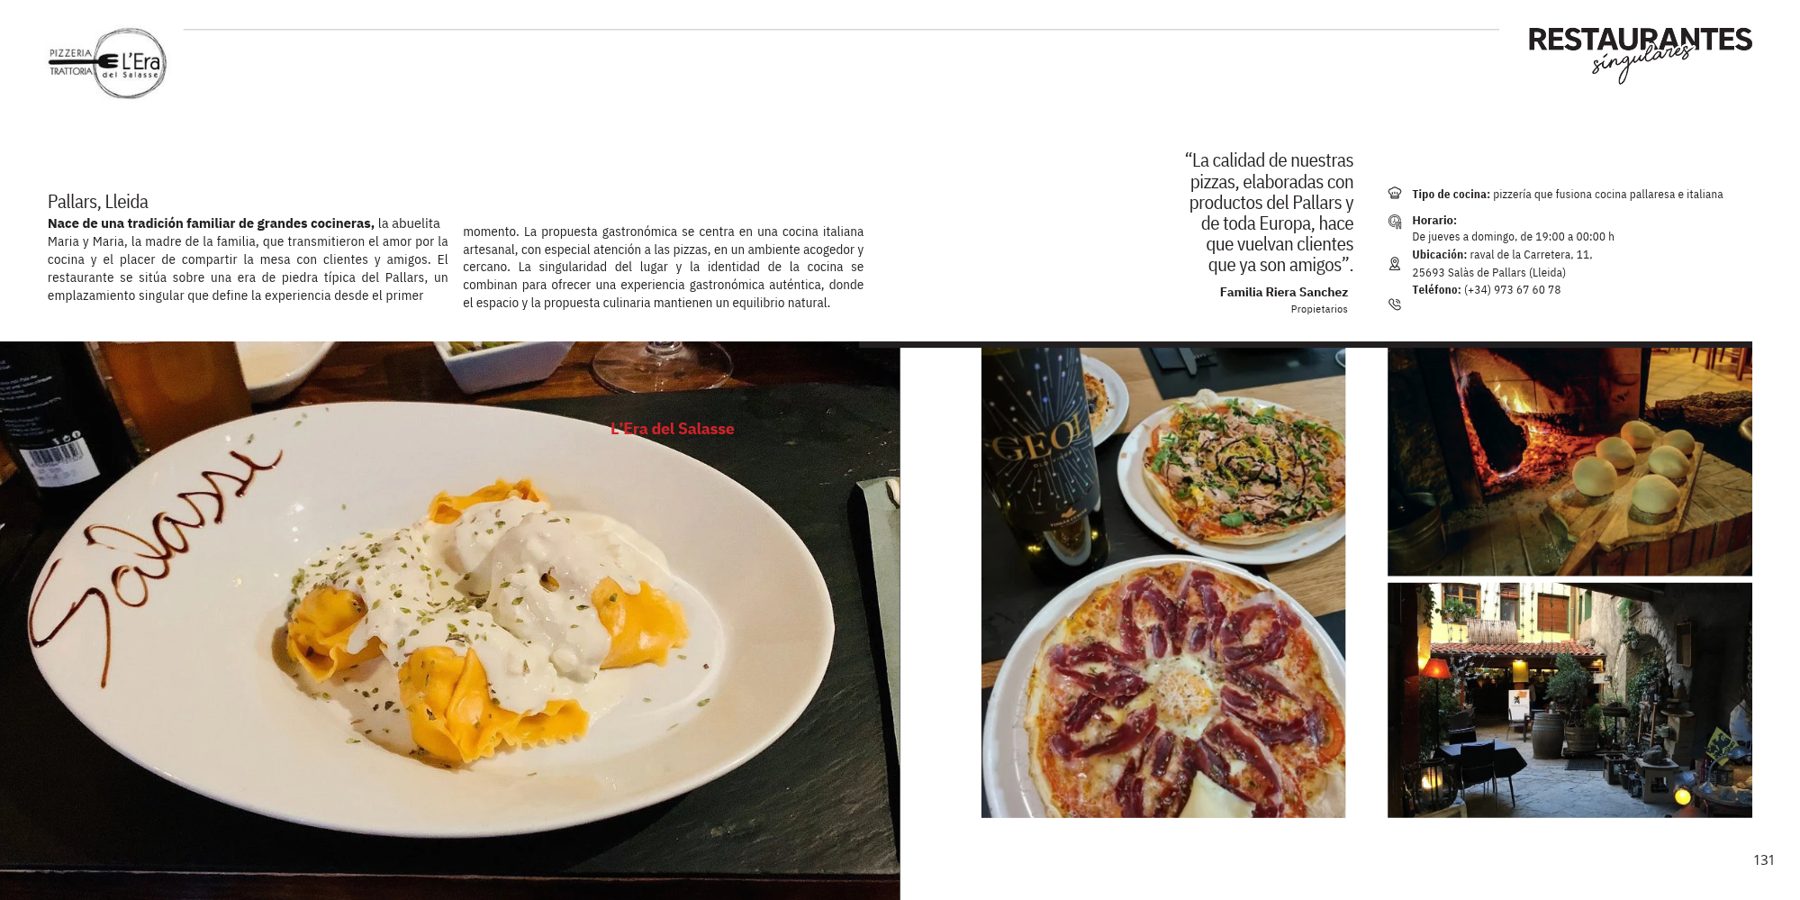 PIZZERIA
TRATTORIA
L'Era
del Salasse
RESTAURANTES
singulares
Pallars, Lleida
Nace de una tradición familiar de grandes cocineras, la abuelita
Maria y Maria, la madre de la familia, que transmitieron el amor por la
cocina y el placer de compartir la mesa con clientes y amigos. El
restaurante se sitúa sobre una era de piedra típica del Pallars, un
emplazamiento singular que define la experiencia desde el primer
momento. La propuesta gastronómica se centra en una cocina italiana
artesanal, con especial atención a las pizzas, en un ambiente acogedor y
cercano. La singularidad del lugar y la identidad de la cocina se
combinan para ofrecer una experiencia gastronómica auténtica, donde
el espacio y la propuesta culinaria mantienen un equilibrio natural.
“La calidad de nuestras
pizzas, elaboradas con
productos del Pallars y
de toda Europa, hace
que vuelvan clientes
que ya son amigos”.
Familia Riera Sanchez
Propietarios
Tipo de cocina: pizzería que fusiona cocina pallaresa e italiana
Horario:
De jueves a domingo, de 19:00 a 00:00 h
Ubicación: raval de la Carretera, 11,
25693 Salàs de Pallars (Lleida)
Teléfono: (+34) 973 67 60 78
L'Era del Salasse
Salasse
GEOL
131